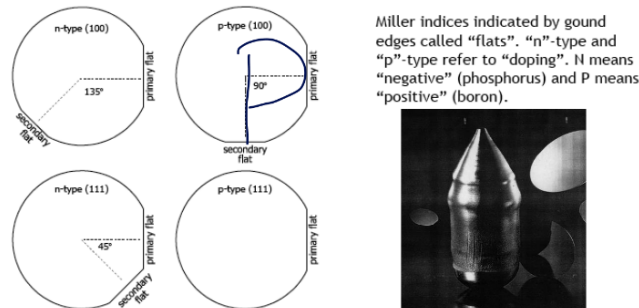 n-type (100)
135°
primary flat
secondary
flat
p-type (100)
90°
primary flat
secondary
flat
Miller indices indicated by gound
edges called “flats”. “n”-type and
“p”-type refer to “doping”. N means
“negative” (phosphorus) and P means
“positive” (boron).
n-type (111)
45°
primary flat
secondary
flat
p-type (111)
primary flat